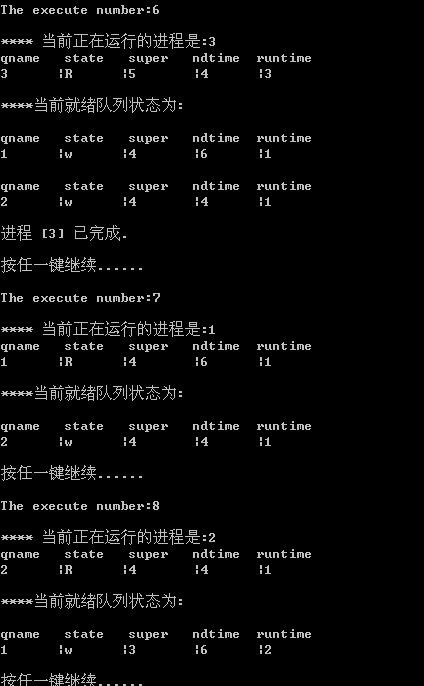 The execute number:6
**** 当前正在运行的进程是:3
qname state super ndtime runtime
3 |R |5 |4 |3
****当前就绪队列状态为:
qname state super ndtime runtime
1 |w |4 |6 |1
qname state super ndtime runtime
2 |w |4 |4 |1
进程 [3] 已完成.
按任一键继续......
The execute number:7
**** 当前正在运行的进程是:1
qname state super ndtime runtime
1 |R |4 |6 |1
****当前就绪队列状态为:
qname state super ndtime runtime
2 |w |4 |4 |1
按任一键继续......
The execute number:8
**** 当前正在运行的进程是:2
qname state super ndtime runtime
2 |R |4 |4 |1
****当前就绪队列状态为:
qname state super ndtime runtime
1 |w |3 |6 |2
按任一键继续......